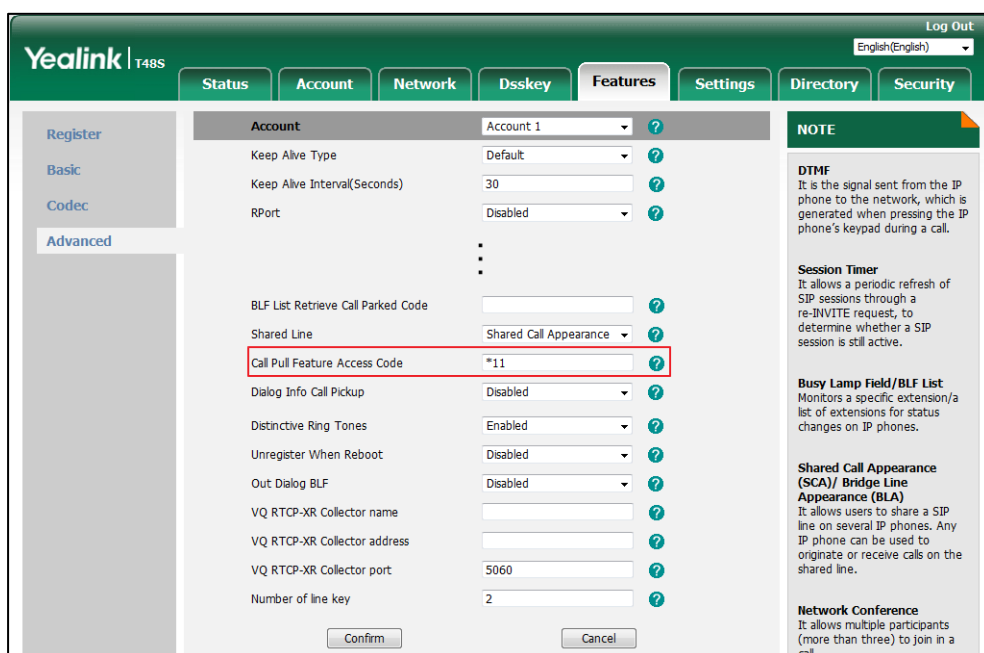 Log Out
English(English)
Yealink T48S
Status Account Network Dsskey Features Settings Directory Security
Register
Basic
Codec
Advanced
Account Account 1 ?
Keep Alive Type Default ?
Keep Alive Interval(Seconds) 30 ?
RPort Disabled ?
BLF List Retrieve Call Parked Code ?
Shared Line Shared Call Appearance ?
Call Pull Feature Access Code *11 ?
Dialog Info Call Pickup Disabled ?
Distinctive Ring Tones Enabled ?
Unregister When Reboot Disabled ?
Out Dialog BLF Disabled ?
VQ RTCP-XR Collector name ?
VQ RTCP-XR Collector address ?
VQ RTCP-XR Collector port 5060 ?
Number of line key 2 ?
Confirm Cancel
NOTE
DTMF
It is the signal sent from the IP
phone to the network, which is
generated when pressing the IP
phone's keypad during a call.
Session Timer
It allows a periodic refresh of
SIP sessions through a
re-INVITE request, to
determine whether a SIP
session is still active.
Busy Lamp Field/BLF List
Monitors a specific extension/a
list of extensions for status
changes on IP phones.
Shared Call Appearance
(SCA)/ Bridge Line
Appearance (BLA)
It allows users to share a SIP
line on several IP phones. Any
IP phone can be used to
originate or receive calls on the
shared line.
Network Conference
It allows multiple participants
(more than three) to join in a
call